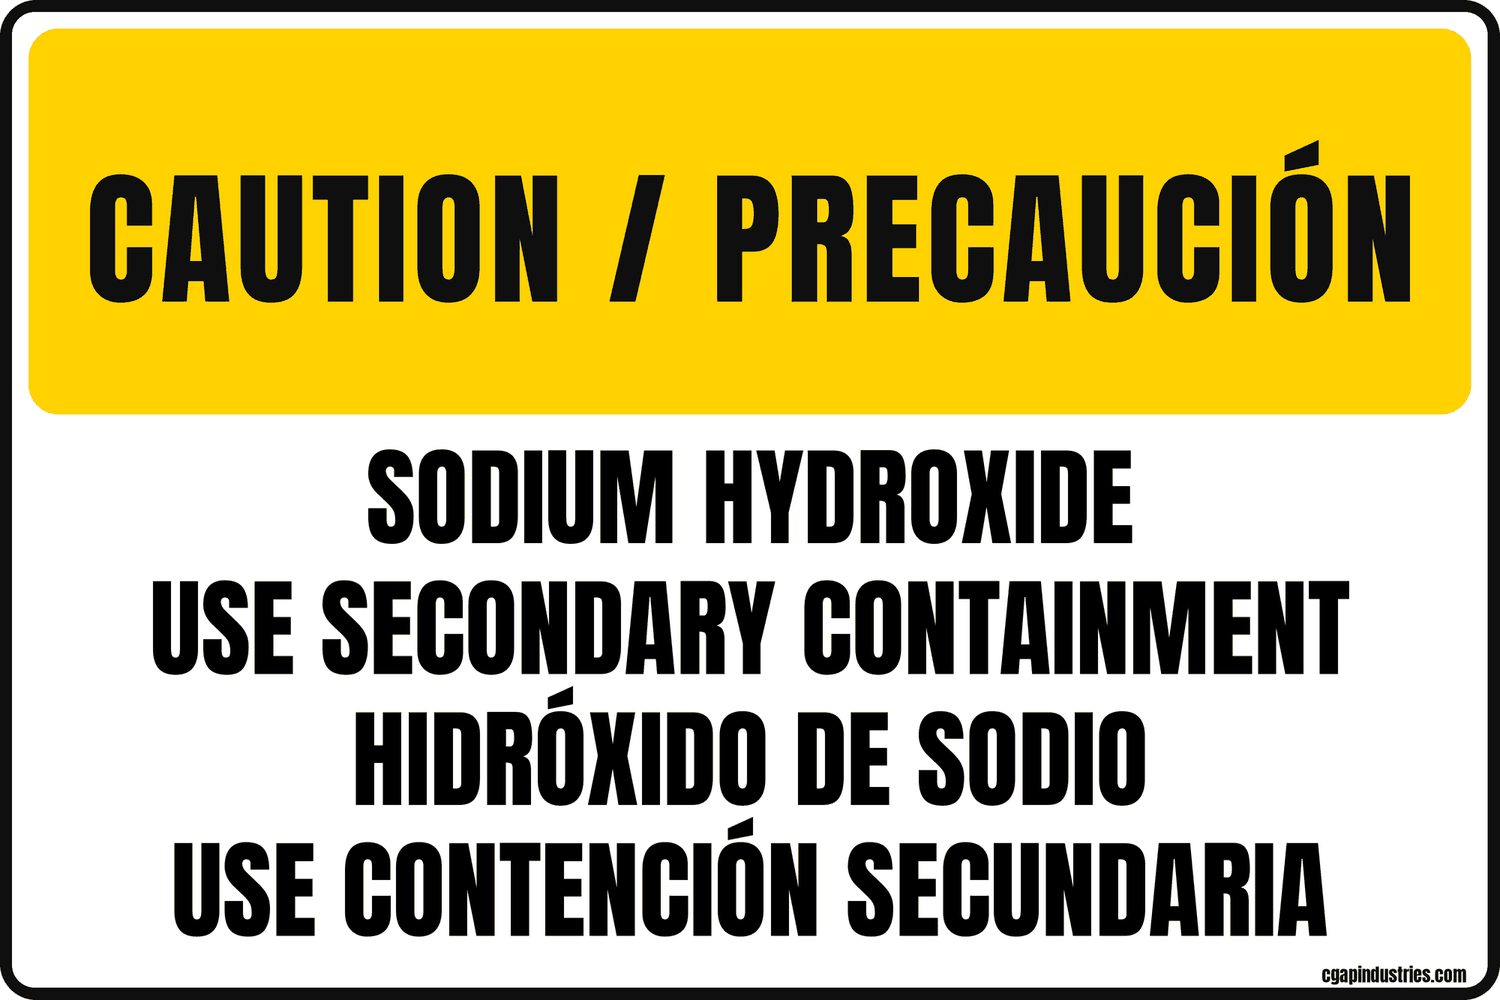 CAUTION / PRECAUCIÓN
SODIUM HYDROXIDE
USE SECONDARY CONTAINMENT
HIDRÓXIDO DE SODIO
USE CONTENCIÓN SECUNDARIA
cgapindustries.com